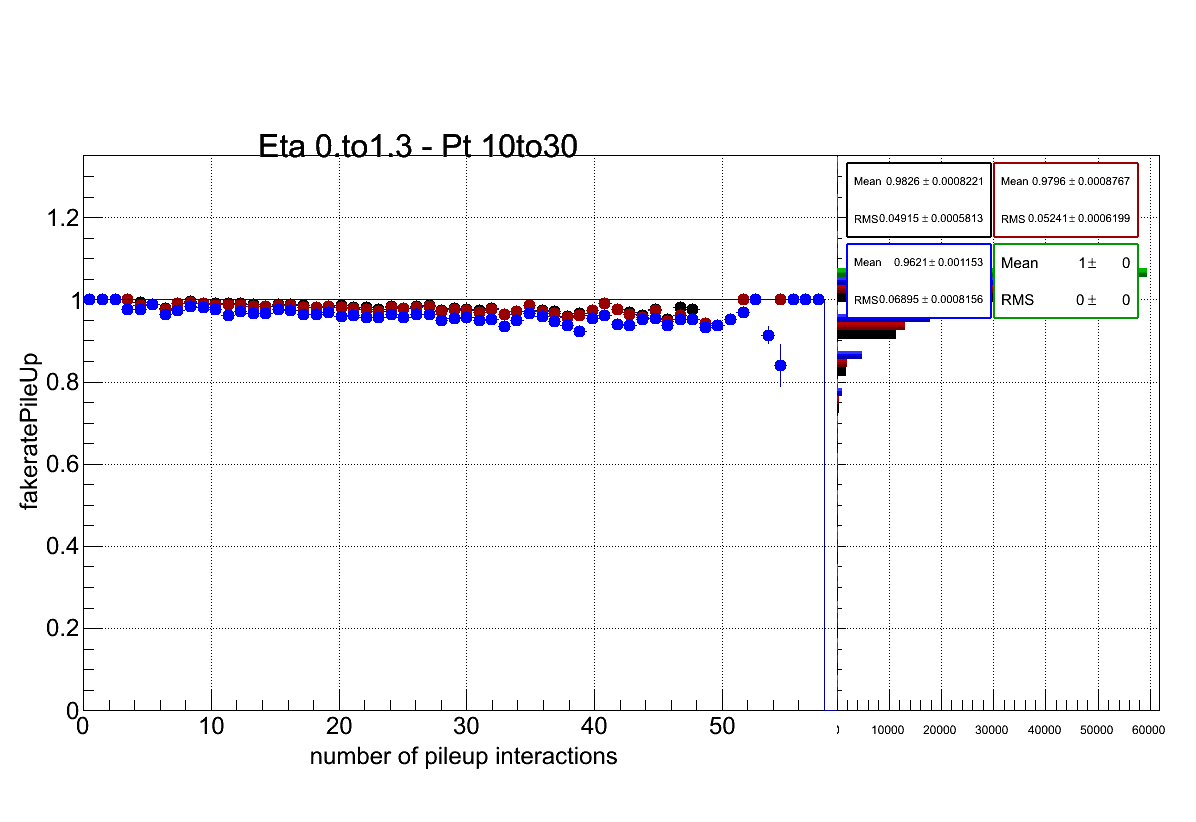 Eta 0.to1.3 - Pt 10to30
Mean 0.9826 ± 0.0008221
RMS 0.04915 ± 0.0005813
Mean 0.9796 ± 0.0008767
RMS 0.05241 ± 0.0006199
Mean 0.9621 ± 0.001153
RMS 0.06895 ± 0.0008156
Mean 1 ± 0
RMS 0 ± 0
1.2
1
0.8
0.6
0.4
0.2
0
fakeratePileUp
0 10 20 30 40 50
10000 20000 30000 40000 50000 60000
number of pileup interactions